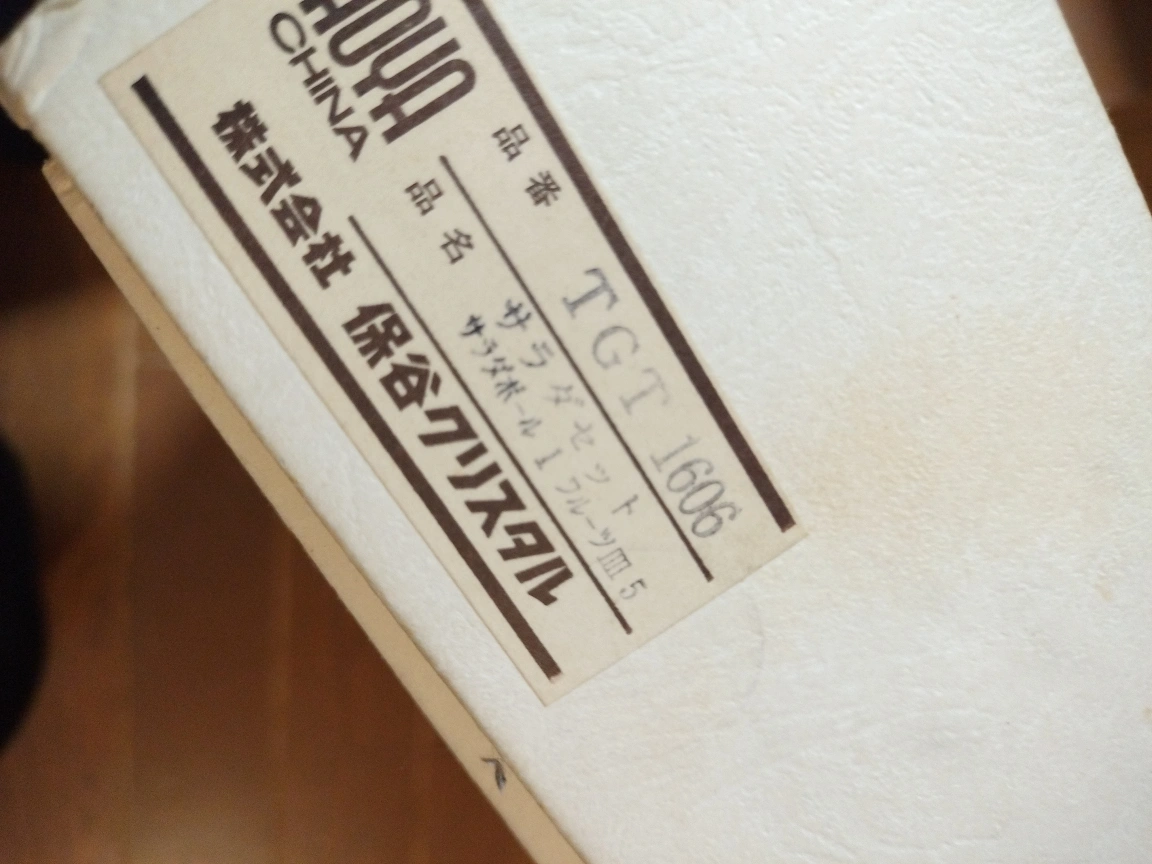 HOYA
CHINA
品番 TGT 1606
品名 サラダセット
サラダボール1 フルーツ皿5
株式会社 保谷クリスタル